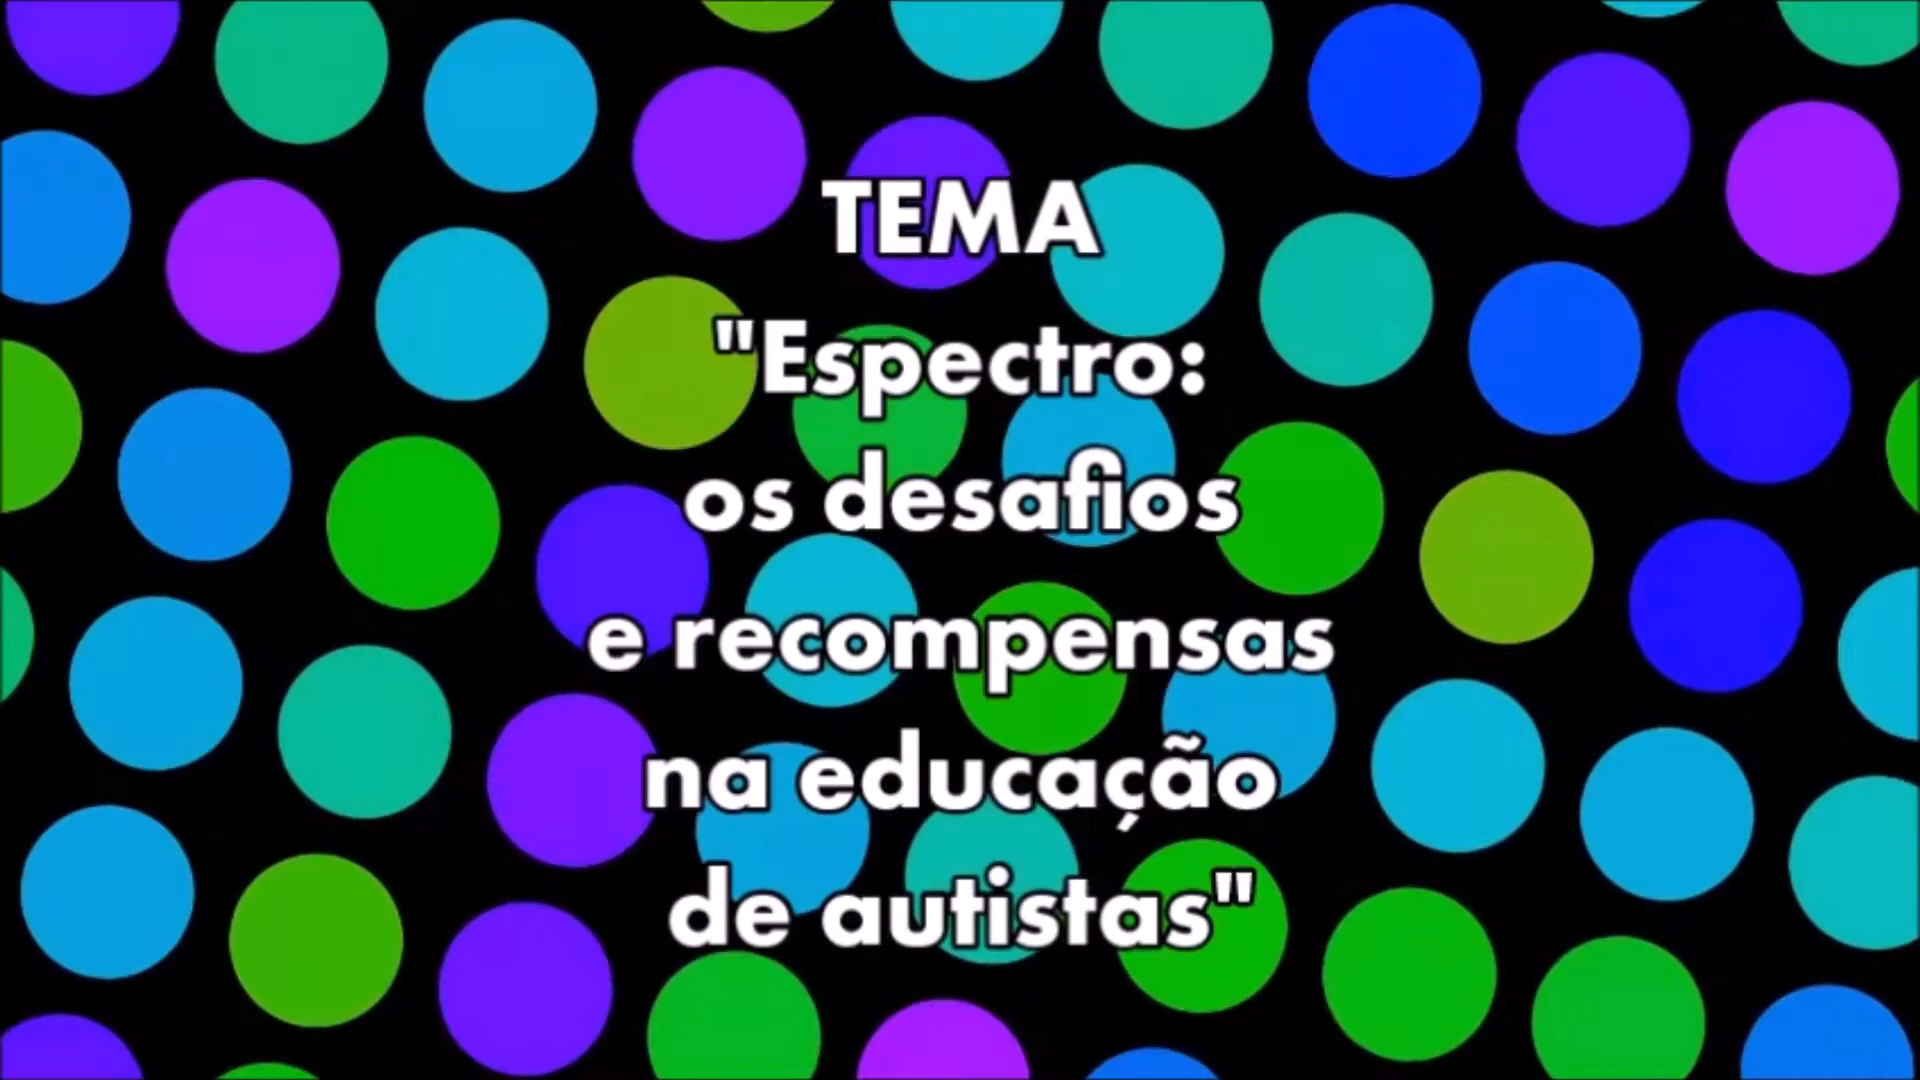 TEMA
"Espectro:
os desafios
e recompensas
na educação
de autistas"